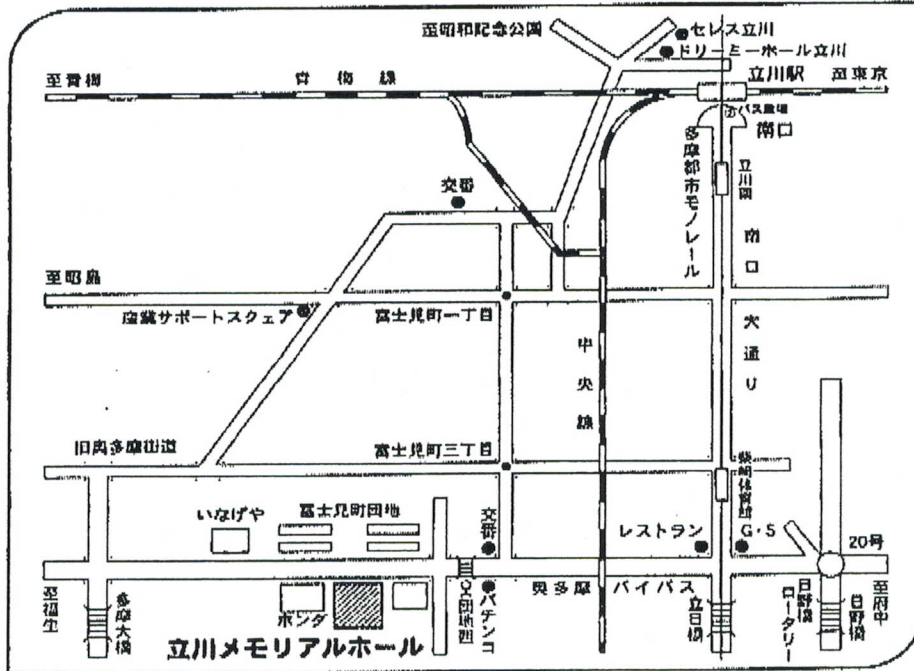 至昭和記念公園
セレス立川
ドリーミーホール立川
至青梅
青梅線
立川駅
至東京
バス乗場
南口
多摩都市モノレール
立川南
交番
南口大通り
至昭島
産業サポートスクェア
富士見町一丁目
中央線
旧奥多摩街道
富士見町三丁目
柴崎体育館
いなげや
富士見町団地
交番
レストラン
G・S
20号
至福生
多摩大橋
ホンダ
パチンコ
奥多摩バイパス
立日橋
日野橋ロータリー
日野橋
至府中
立川メモリアルホール